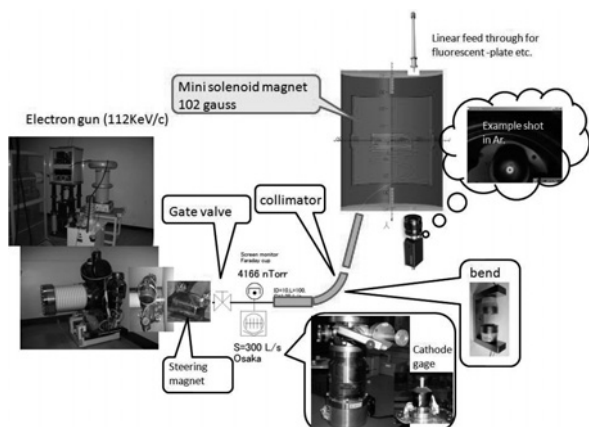 Linear feed through for
fluorescent -plate etc.
Mini solenoid magnet
102 gauss
Electron gun (112KeV/c)
Example shot
in Ar.
Gate valve
collimator
Screen monitor
Faraday cup
4166 nTorr
bend
S=300 L/s
Osaka
Steering
magnet
Cathode
gage